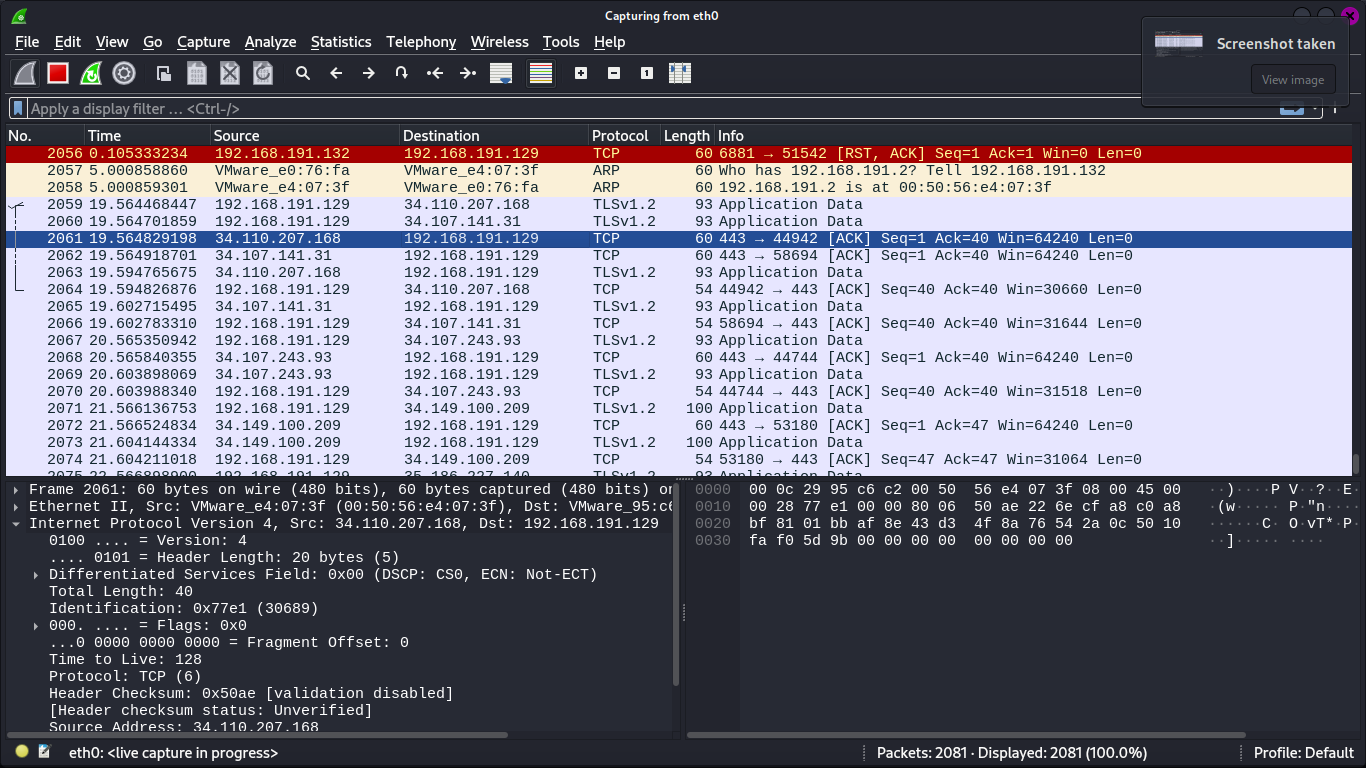 Capturing from eth0
File Edit View Go Capture Analyze Statistics Telephony Wireless Tools Help
Screenshot taken
View image
Apply a display filter … <Ctrl-/>
No. Time Source Destination Protocol Length Info
2056 0.105333234 192.168.191.132 192.168.191.129 TCP 60 6881 → 51542 [RST, ACK] Seq=1 Ack=1 Win=0 Len=0
2057 5.000858860 VMware_e0:76:fa VMware_e4:07:3f ARP 60 Who has 192.168.191.2? Tell 192.168.191.132
2058 5.000859301 VMware_e4:07:3f VMware_e0:76:fa ARP 60 192.168.191.2 is at 00:50:56:e4:07:3f
2059 19.564468447 192.168.191.129 34.110.207.168 TLSv1.2 93 Application Data
2060 19.564701859 192.168.191.129 34.107.141.31 TLSv1.2 93 Application Data
2061 19.564829198 34.110.207.168 192.168.191.129 TCP 60 443 → 44942 [ACK] Seq=1 Ack=40 Win=64240 Len=0
2062 19.564918701 34.107.141.31 192.168.191.129 TCP 60 443 → 58694 [ACK] Seq=1 Ack=40 Win=64240 Len=0
2063 19.594765675 34.110.207.168 192.168.191.129 TLSv1.2 93 Application Data
2064 19.594826876 192.168.191.129 34.110.207.168 TCP 54 44942 → 443 [ACK] Seq=40 Ack=40 Win=30660 Len=0
2065 19.602715495 34.107.141.31 192.168.191.129 TLSv1.2 93 Application Data
2066 19.602783310 192.168.191.129 34.107.141.31 TCP 54 58694 → 443 [ACK] Seq=40 Ack=40 Win=31644 Len=0
2067 20.565350942 192.168.191.129 34.107.243.93 TLSv1.2 93 Application Data
2068 20.565840355 34.107.243.93 192.168.191.129 TCP 60 443 → 44744 [ACK] Seq=1 Ack=40 Win=64240 Len=0
2069 20.603898069 34.107.243.93 192.168.191.129 TLSv1.2 93 Application Data
2070 20.603988340 192.168.191.129 34.107.243.93 TCP 54 44744 → 443 [ACK] Seq=40 Ack=40 Win=31518 Len=0
2071 21.566136753 192.168.191.129 34.149.100.209 TLSv1.2 100 Application Data
2072 21.566524834 34.149.100.209 192.168.191.129 TCP 60 443 → 53180 [ACK] Seq=1 Ack=47 Win=64240 Len=0
2073 21.604144334 34.149.100.209 192.168.191.129 TLSv1.2 100 Application Data
2074 21.604211018 192.168.191.129 34.149.100.209 TCP 54 53180 → 443 [ACK] Seq=47 Ack=47 Win=31064 Len=0
2075 22.566898900 192.168.191.129 35.186.227.140 TLSv1.2 93 Application Data
Frame 2061: 60 bytes on wire (480 bits), 60 bytes captured (480 bits) on
Ethernet II, Src: VMware_e4:07:3f (00:50:56:e4:07:3f), Dst: VMware_95:c6
Internet Protocol Version 4, Src: 34.110.207.168, Dst: 192.168.191.129
0100 .... = Version: 4
.... 0101 = Header Length: 20 bytes (5)
Differentiated Services Field: 0x00 (DSCP: CS0, ECN: Not-ECT)
Total Length: 40
Identification: 0x77e1 (30689)
000. .... = Flags: 0x0
...0 0000 0000 0000 = Fragment Offset: 0
Time to Live: 128
Protocol: TCP (6)
Header Checksum: 0x50ae [validation disabled]
[Header checksum status: Unverified]
Source Address: 34.110.207.168
0000 00 0c 29 95 c6 c2 00 50 56 e4 07 3f 08 00 45 00 ··)····P V··?··E·
0010 00 28 77 e1 00 00 80 06 50 ae 22 6e cf a8 c0 a8 ·(w····· P·"n····
0020 bf 81 01 bb af 8e 43 d3 4f 8a 76 54 2a 0c 50 10 ······C· O·vT*·P·
0030 fa f0 5d 9b 00 00 00 00 00 00 00 00 ··]····· ····
eth0: <live capture in progress>
Packets: 2081 · Displayed: 2081 (100.0%)
Profile: Default